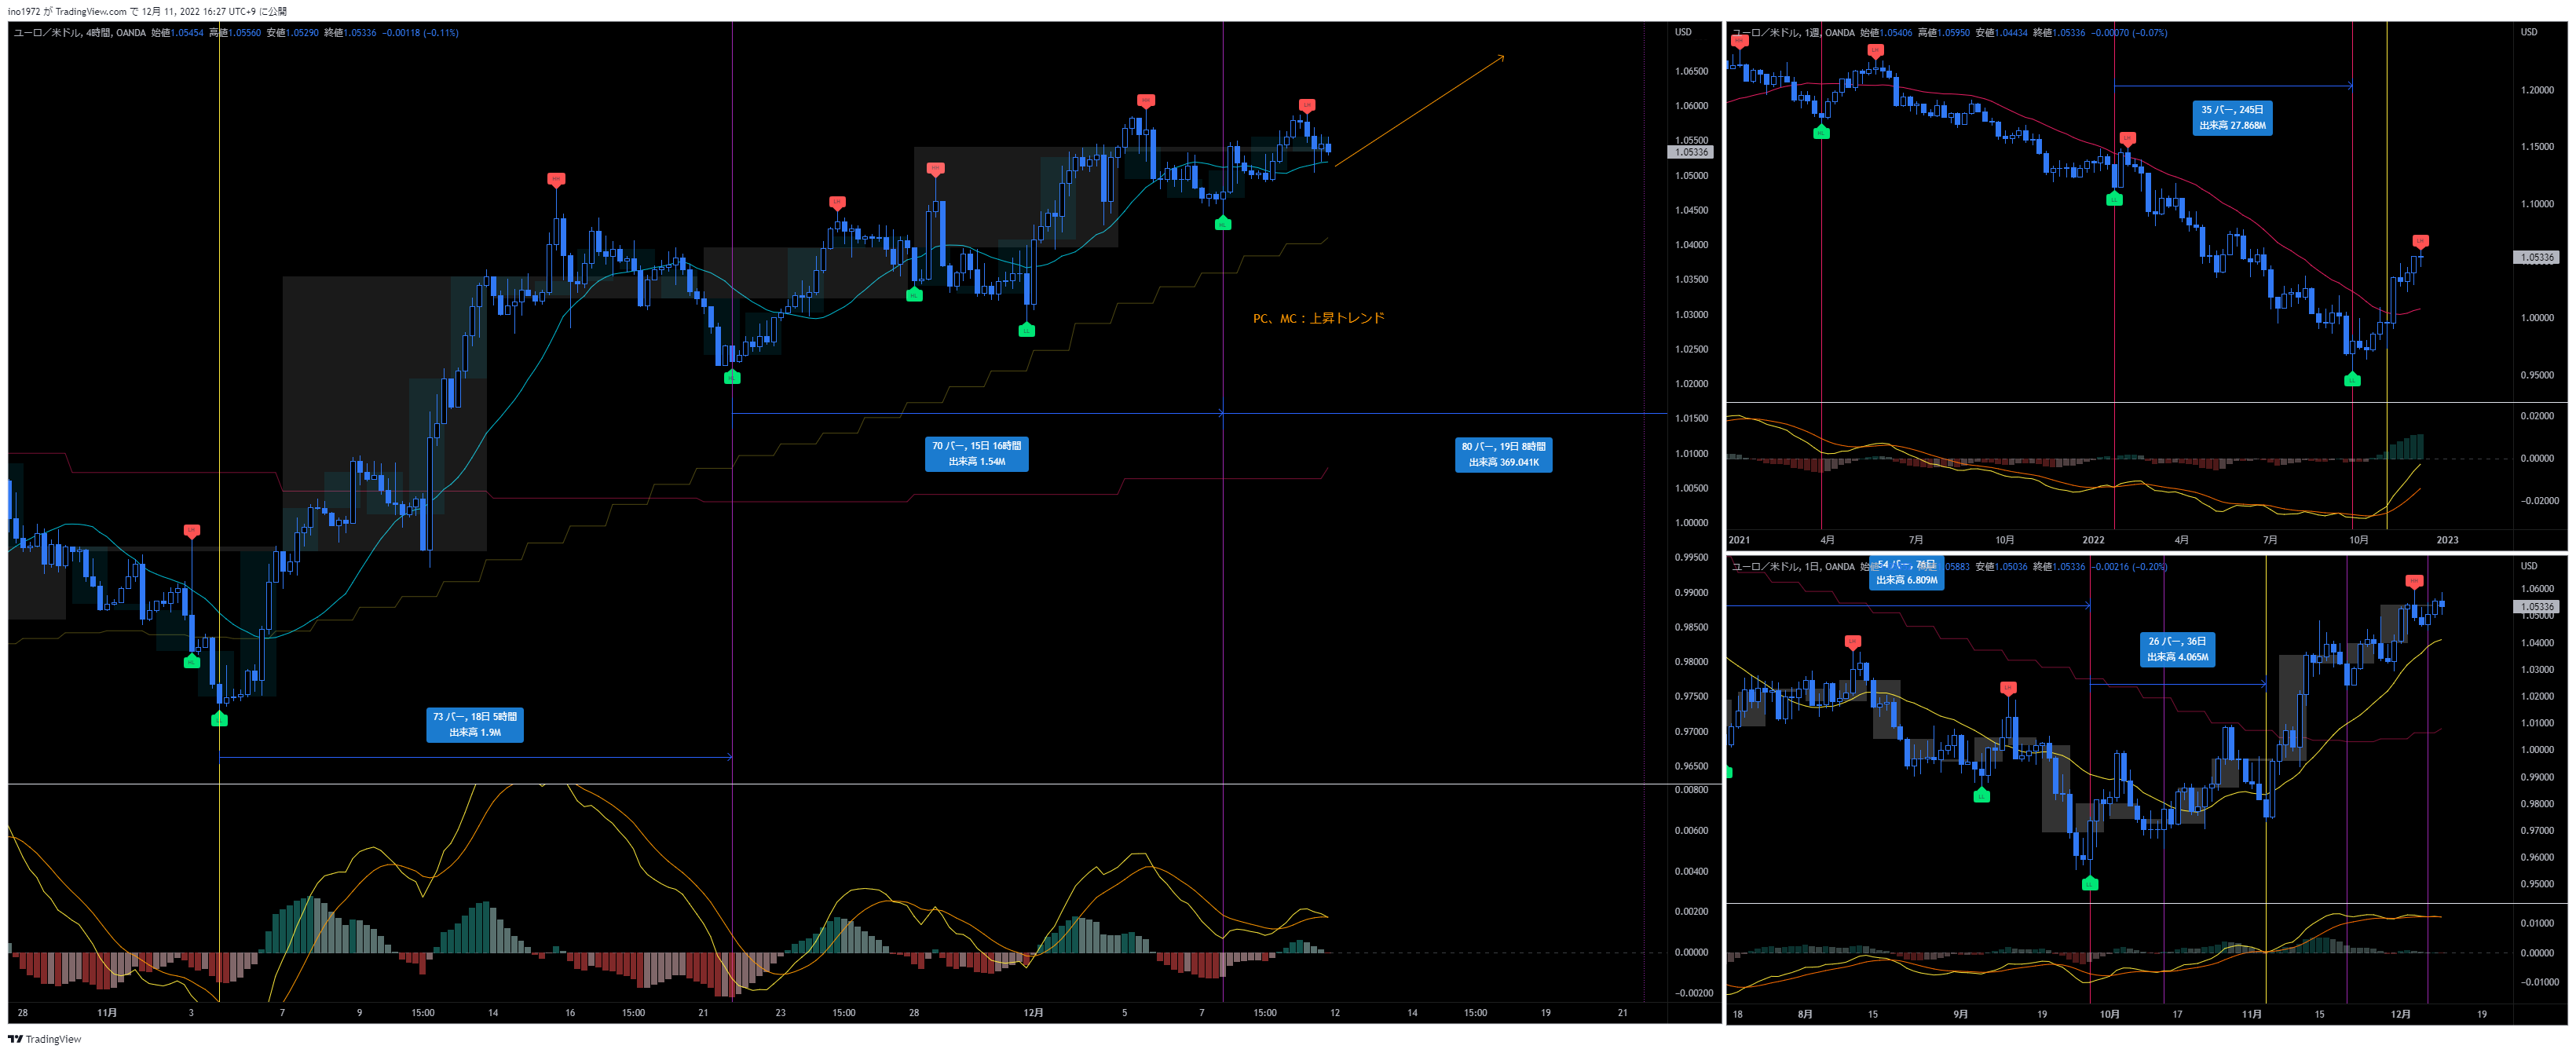 ino1972 が TradingView.com で 12月 11, 2022 16:27 UTC+9 に公開
ユーロ／米ドル, 4時間, OANDA 始値1.05454 高値1.05560 安値1.05290 終値1.05336 −0.00118 (−0.11%)
USD
1.06500
1.06000
1.05500
1.05336
1.05000
1.04500
1.04000
1.03500
1.03000
1.02500
1.02000
1.01500
1.01000
1.00500
1.00000
0.99500
0.99000
0.98500
0.98000
0.97500
0.97000
0.96500
PC、MC：上昇トレンド
70 バー, 15日 16時間
出来高 1.54M
80 バー, 19日 8時間
出来高 369.041K
73 バー, 18日 5時間
出来高 1.9M
0.00800
0.00600
0.00400
0.00200
0.00000
−0.00200
28 11月 3 7 9 15:00 14 16 15:00 21 23 15:00 28 12月 5 7 15:00 12 14 15:00 19 21
ユーロ／米ドル, 1週, OANDA 始値1.05406 高値1.05950 安値1.04434 終値1.05336 −0.00070 (−0.07%)
USD
35 バー, 245日
出来高 27.868M
1.20000
1.15000
1.10000
1.05336
1.00000
0.95000
0.02000
0.00000
−0.02000
2021 4月 7月 10月 2022 4月 7月 10月 2023
ユーロ／米ドル, 1日, OANDA 始値 05883 安値1.05036 終値1.05336 −0.00216 (−0.20%)
USD
54 バー, 76日
出来高 6.809M
26 バー, 36日
出来高 4.065M
1.06000
1.05336
1.05000
1.04000
1.03000
1.02000
1.01000
1.00000
0.99000
0.98000
0.97000
0.96000
0.95000
0.01000
0.00000
−0.01000
18 8月 15 9月 19 10月 17 11月 15 12月 19
TradingView